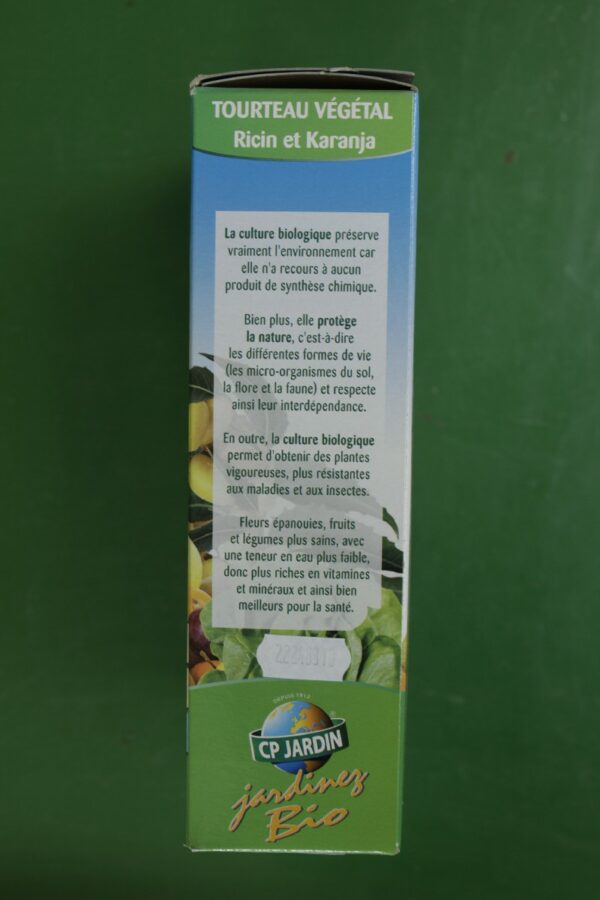 TOURTEAU VÉGÉTAL
Ricin et Karanja
La culture biologique préserve
vraiment l'environnement car
elle n'a recours à aucun
produit de synthèse chimique.
Bien plus, elle protège
la nature, c'est-à-dire
les différentes formes de vie
(les micro-organismes du sol,
la flore et la faune) et respecte
ainsi leur interdépendance.
En outre, la culture biologique
permet d'obtenir des plantes
vigoureuses, plus résistantes
aux maladies et aux insectes.
Fleurs épanouies, fruits
et légumes plus sains, avec
une teneur en eau plus faible,
donc plus riches en vitamines
et minéraux et ainsi bien
meilleurs pour la santé.
DEPUIS 1912
CP JARDIN
jardinez
Bio